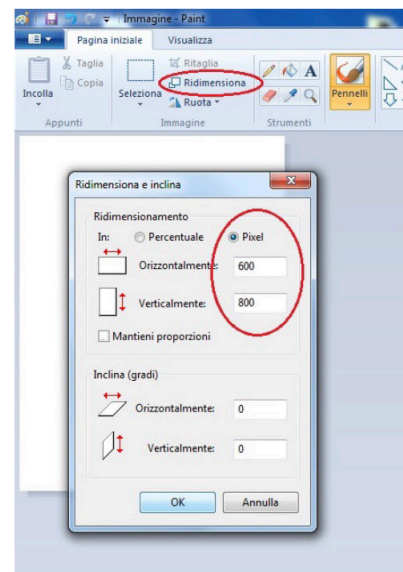 Immagine - Paint
Pagina iniziale Visualizza
Incolla
Taglia
Copia
Appunti
Seleziona
Ritaglia
Ridimensiona
Ruota
Immagine
A
Strumenti
Pennelli
Ridimensiona e inclina
Ridimensionamento
In: Percentuale Pixel
Orizzontalmente: 600
Verticalmente: 800
Mantieni proporzioni
Inclina (gradi)
Orizzontalmente: 0
Verticalmente: 0
OK Annulla